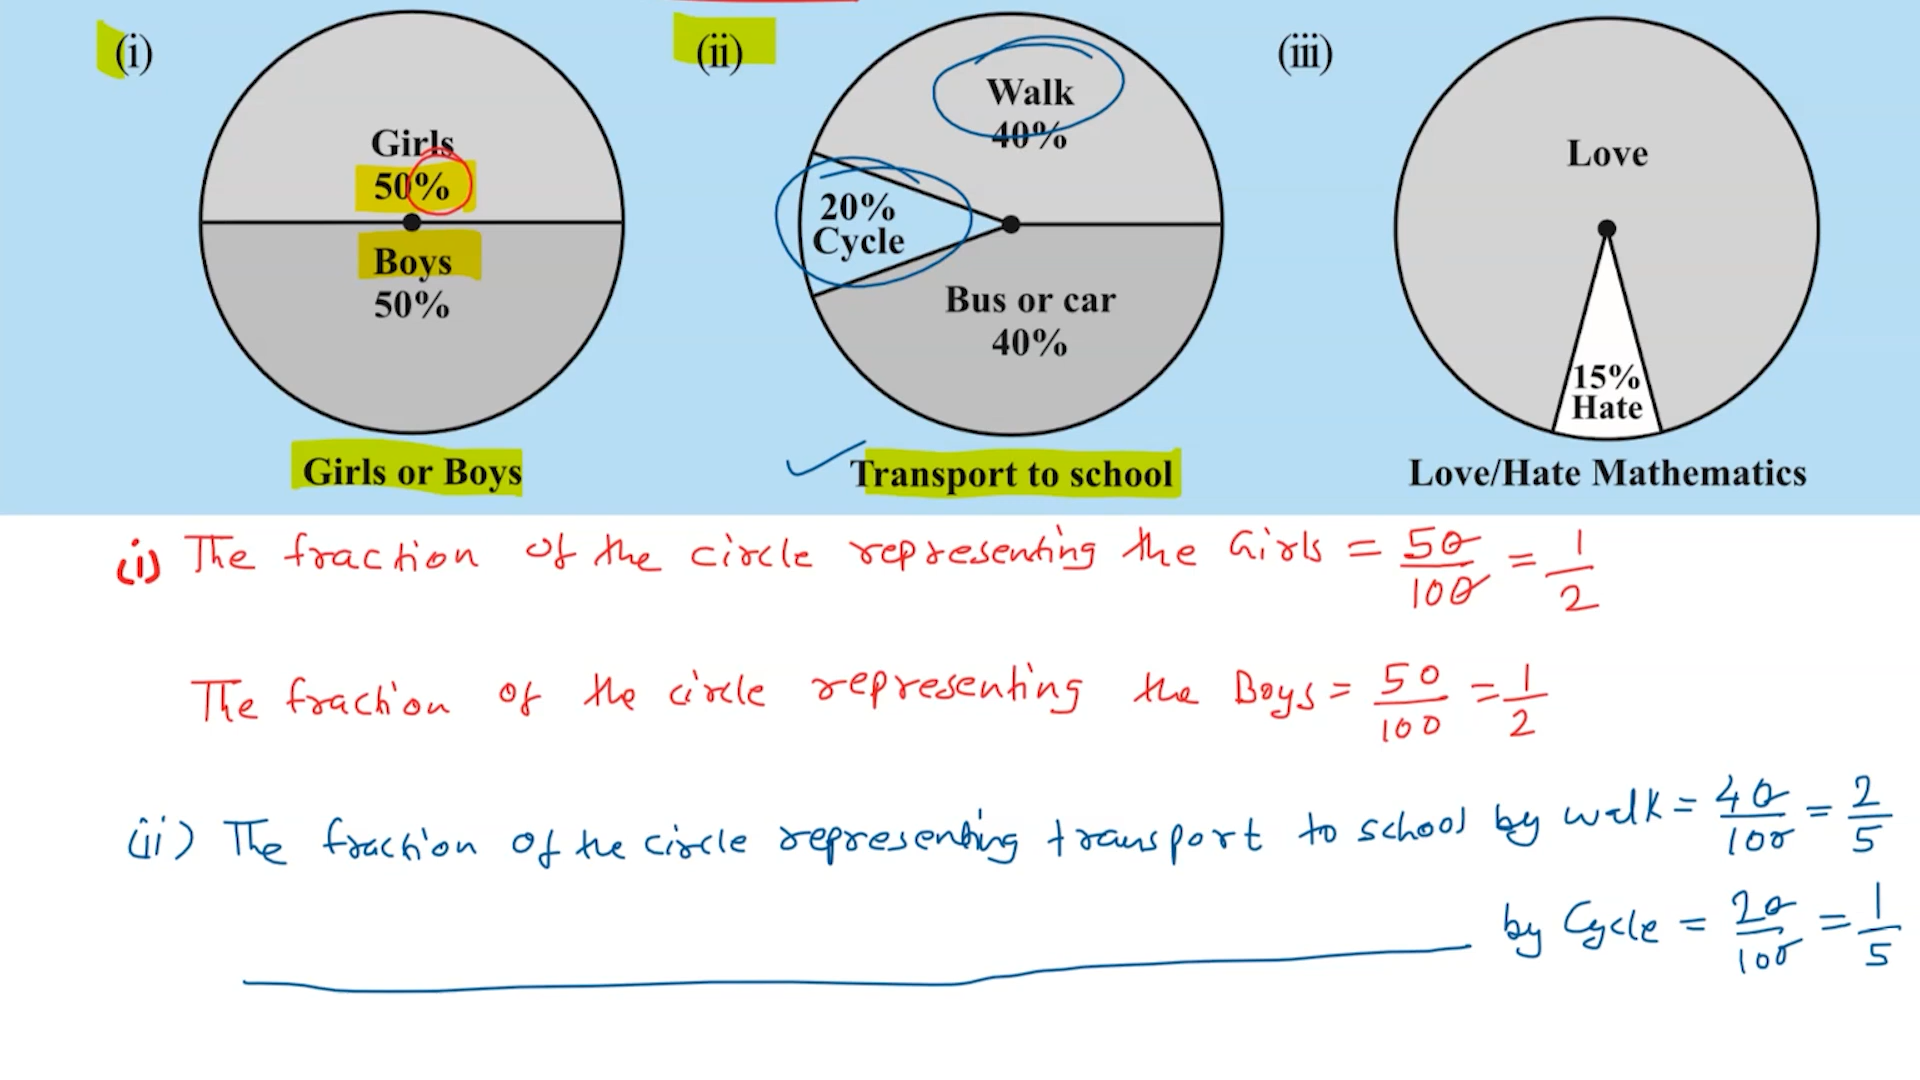 (i)
(ii)
(iii)
Girls
50%
Boys
50%
Girls or Boys
Walk
40%
20%
Cycle
Bus or car
40%
Transport to school
Love
15%
Hate
Love/Hate Mathematics
(i) The fraction of the circle representing the Girls = 50/100 = 1/2
The fraction of the circle representing the Boys = 50/100 = 1/2
(ii) The fraction of the circle representing transport to school by walk = 40/100 = 2/5
by Cycle = 20/100 = 1/5